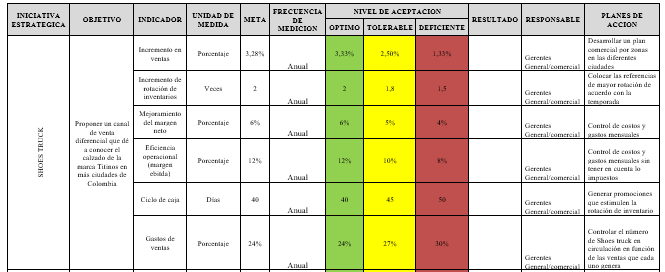 INICIATIVA ESTRATEGICA
OBJETIVO
INDICADOR
UNIDAD DE MEDIDA
META
FRECUENCIA DE MEDICION
NIVEL DE ACEPTACION
OPTIMO
TOLERABLE
DEFICIENTE
RESULTADO
RESPONSABLE
PLANES DE ACCION
SHOES TRUCK
Proponer un canal
de venta
diferencial que dé
a conocer el
calzado de la
marca Titinos en
más ciudades de
Colombia
Incremento en
ventas
Porcentaje
3,28%
Anual
3,33%
2,50%
1,33%
Gerentes
General/comercial
Desarrollar un plan
comercial por zonas
en las diferentes
ciudades
Incremento de
rotación de
inventarios
Veces
2
Anual
2
1,8
1,5
Gerentes
General/comercial
Colocar las referencias
de mayor rotación de
acuerdo con la
temporada
Mejoramiento
del margen
neto
Porcentaje
6%
Anual
6%
5%
4%
Gerentes
General/comercial
Control de costos y
gastos mensuales
Eficiencia
operacional
(margen
ebitda)
Porcentaje
12%
Anual
12%
10%
8%
Gerentes
General/comercial
Control de costos y
gastos mensuales sin
tener en cuenta lo
impuestos
Ciclo de caja
Días
40
Anual
40
45
50
Gerentes
General/comercial
Generar promociones
que estimulen la
rotación de inventario
Gastos de
ventas
Porcentaje
24%
Anual
24%
27%
30%
Gerentes
General/comercial
Controlar el número
de Shoes truck en
circulación en función
de las ventas que cada
uno genera